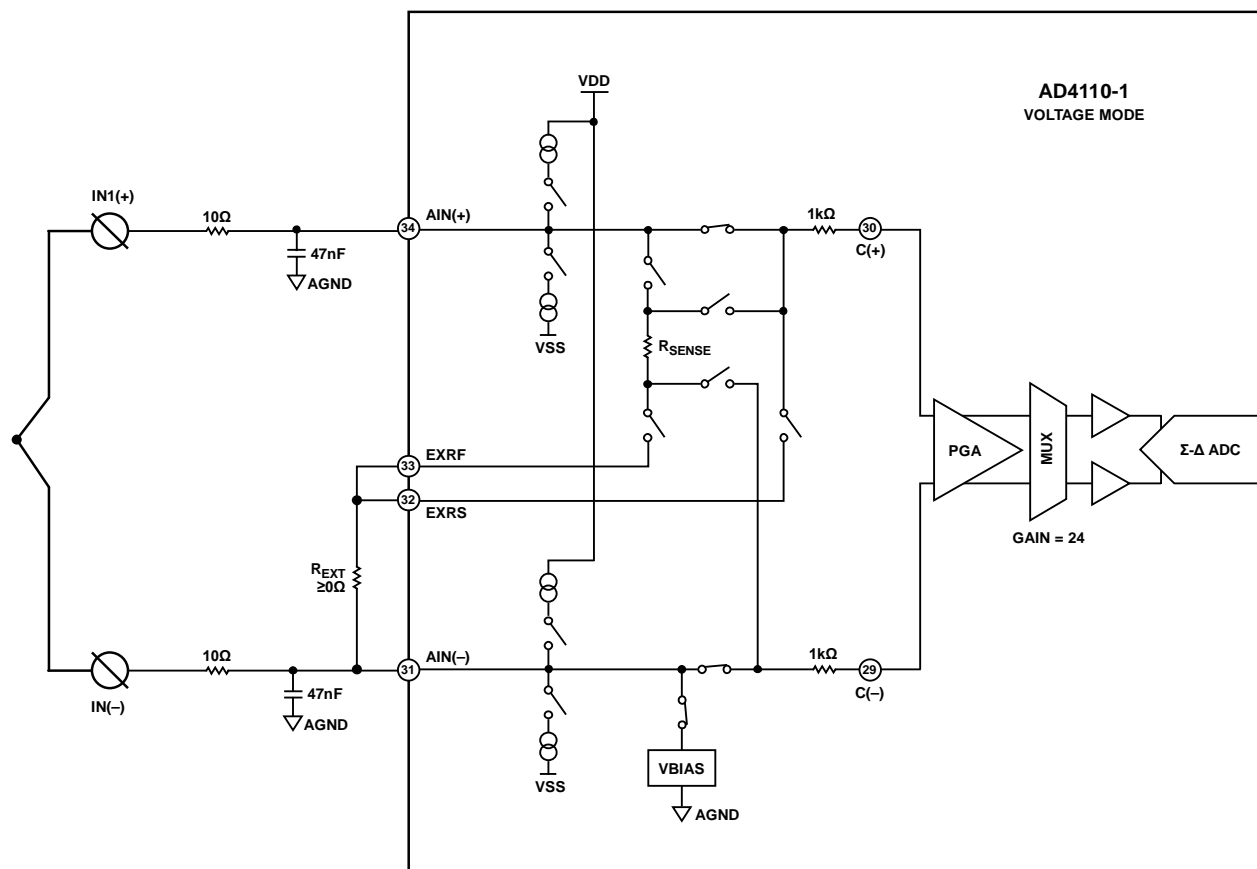 VDD
AD4110-1
VOLTAGE MODE
IN1(+)
10Ω
34
AIN(+)
1kΩ
30
C(+)
47nF
AGND
VSS
RSENSE
33
EXRF
32
EXRS
PGA
MUX
Σ-Δ ADC
GAIN = 24
REXT
≥0Ω
10Ω
31
AIN(–)
1kΩ
29
C(–)
47nF
IN(–)
AGND
VSS
VBIAS
AGND